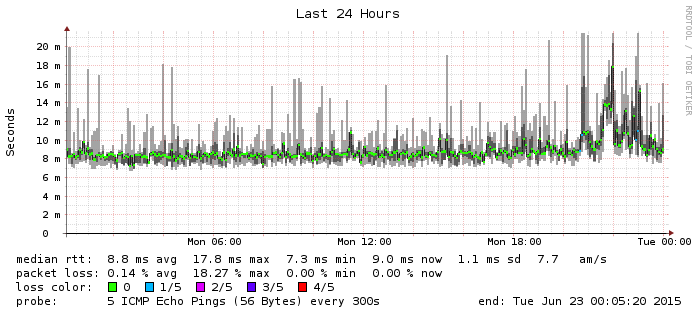 Last 24 Hours
RRDTOOL / TOBI OETIKER
Seconds
20 m
18 m
16 m
14 m
12 m
10 m
8 m
6 m
4 m
2 m
0
Mon 06:00 Mon 12:00 Mon 18:00 Tue 00:00
median rtt: 8.8 ms avg 17.8 ms max 7.3 ms min 9.0 ms now 1.1 ms sd 7.7 am/s
packet loss: 0.14 % avg 18.27 % max 0.00 % min 0.00 % now
loss color: 0 1/5 2/5 3/5 4/5
probe: 5 ICMP Echo Pings (56 Bytes) every 300s end: Tue Jun 23 00:05:20 2015